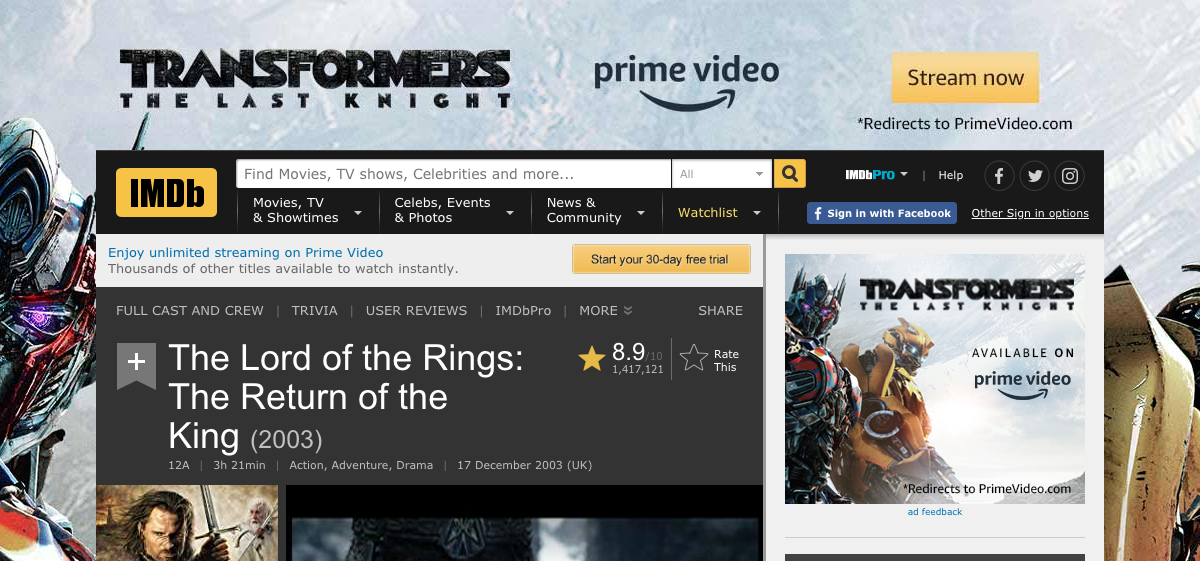 TRANSFORMERS
THE LAST KNIGHT
prime video
Stream now
*Redirects to PrimeVideo.com
IMDb
Find Movies, TV shows, Celebrities and more...
All
IMDbPro
|
Help
Movies, TV
& Showtimes
Celebs, Events
& Photos
News &
Community
Watchlist
f Sign in with Facebook
Other Sign in options
Enjoy unlimited streaming on Prime Video
Thousands of other titles available to watch instantly.
Start your 30-day free trial
FULL CAST AND CREW | TRIVIA | USER REVIEWS | IMDbPro | MORE
SHARE
+
The Lord of the Rings:
The Return of the
King (2003)
8.9/10
1,417,121
Rate
This
12A | 3h 21min | Action, Adventure, Drama | 17 December 2003 (UK)
TRANSFORMERS
THE LAST KNIGHT
AVAILABLE ON
prime video
*Redirects to PrimeVideo.com
ad feedback